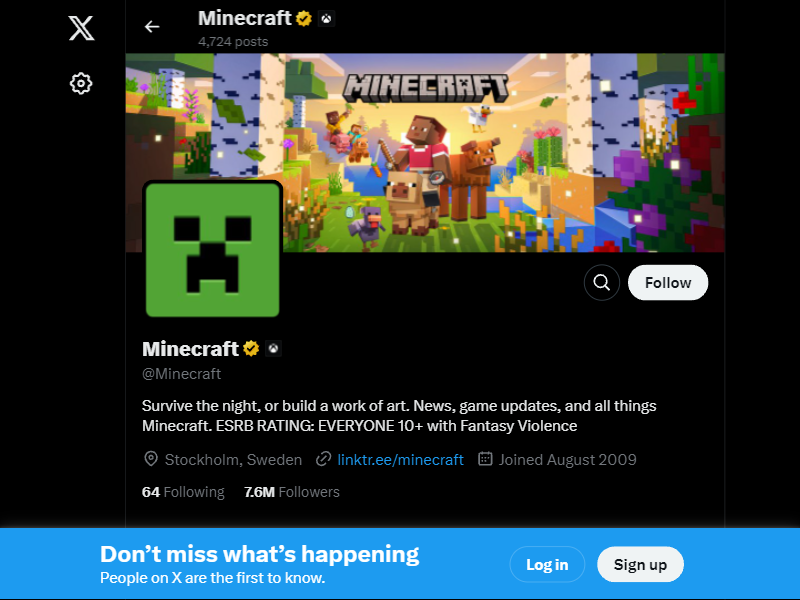 Minecraft
4,724 posts
MINECRAFT
Follow
Minecraft
@Minecraft
Survive the night, or build a work of art. News, game updates, and all things
Minecraft. ESRB RATING: EVERYONE 10+ with Fantasy Violence
Stockholm, Sweden linktr.ee/minecraft Joined August 2009
64 Following 7.6M Followers
Don’t miss what’s happening
People on X are the first to know.
Log in Sign up